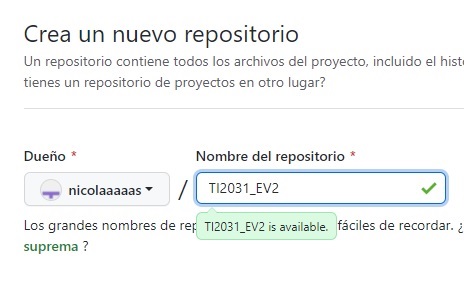 Crea un nuevo repositorio
Un repositorio contiene todos los archivos del proyecto, incluido el
tienes un repositorio de proyectos en otro lugar?
Dueño * Nombre del repositorio *
nicolaaaaas / TI2031_EV2
TI2031_EV2 is available.
Los grandes nombres de fáciles de recordar. ¿
suprema ?